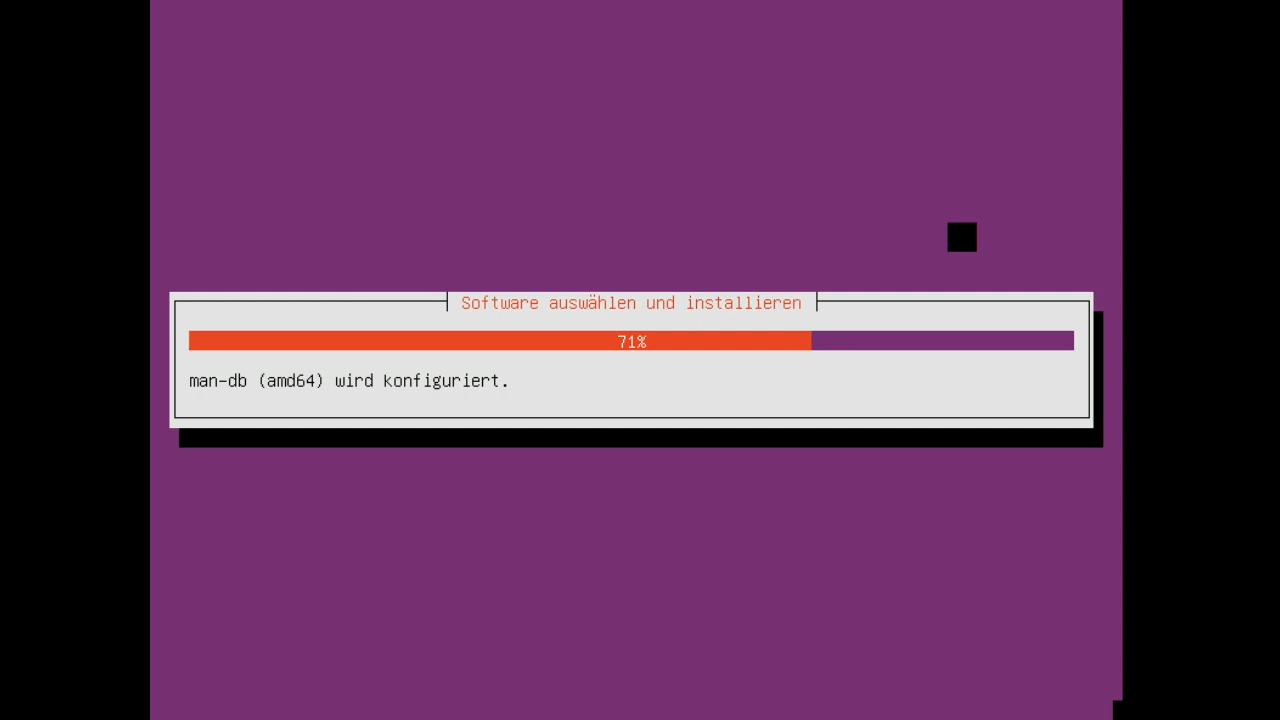 Software auswählen und installieren
71%
man-db (amd64) wird konfiguriert.